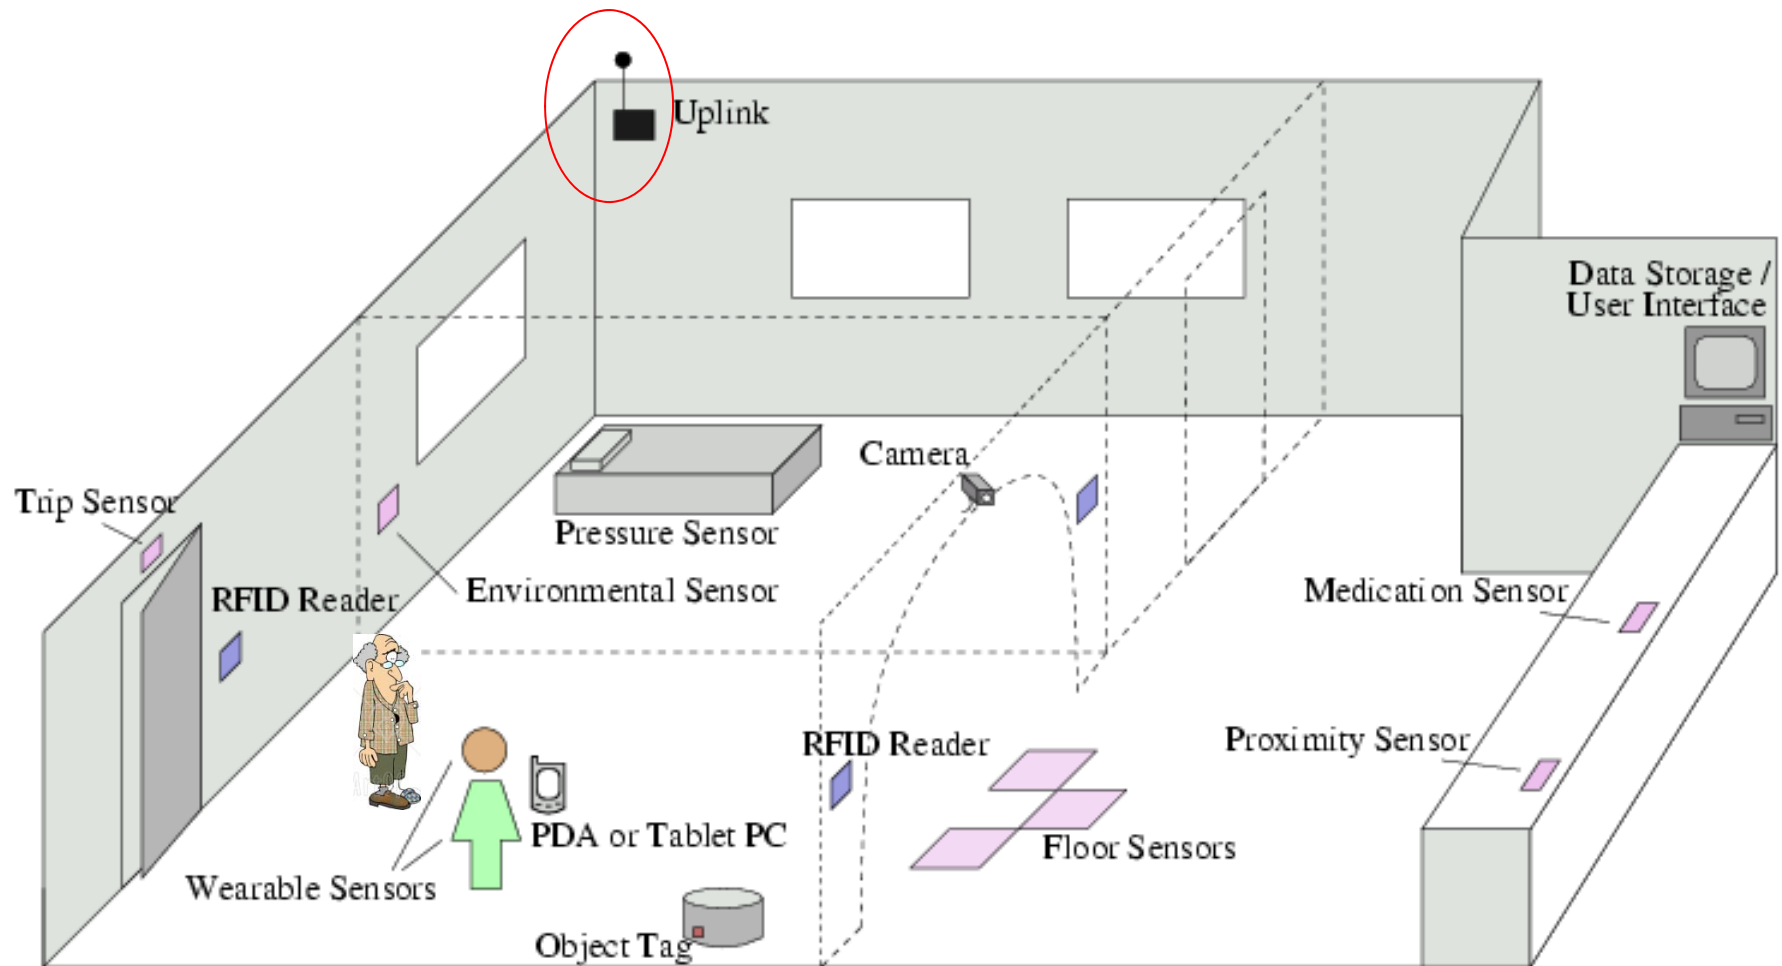 Uplink
Data Storage /
User Interface
Camera
Trip Sensor
Pressure Sensor
Environmental Sensor
RFID Reader
Medication Sensor
RFID Reader
Proximity Sensor
PDA or Tablet PC
Floor Sensors
Wearable Sensors
Object Tag